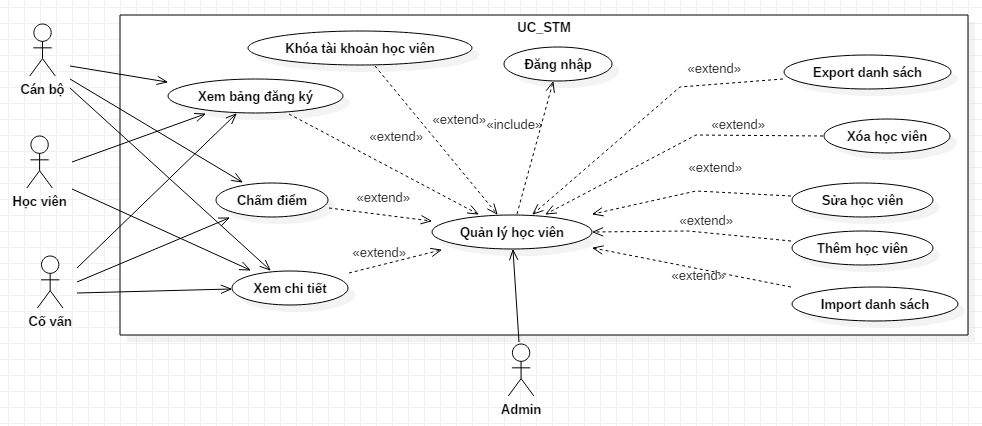 UC_STM
Cán bộ
Học viên
Cố vấn
Admin
Khóa tài khoản học viên
Đăng nhập
Xem bảng đăng ký
Chấm điểm
Xem chi tiết
Quản lý học viên
Export danh sách
Xóa học viên
Sửa học viên
Thêm học viên
Import danh sách
«extend»
«extend»
«include»
«extend»
«extend»
«extend»
«extend»
«extend»
«extend»
«extend»